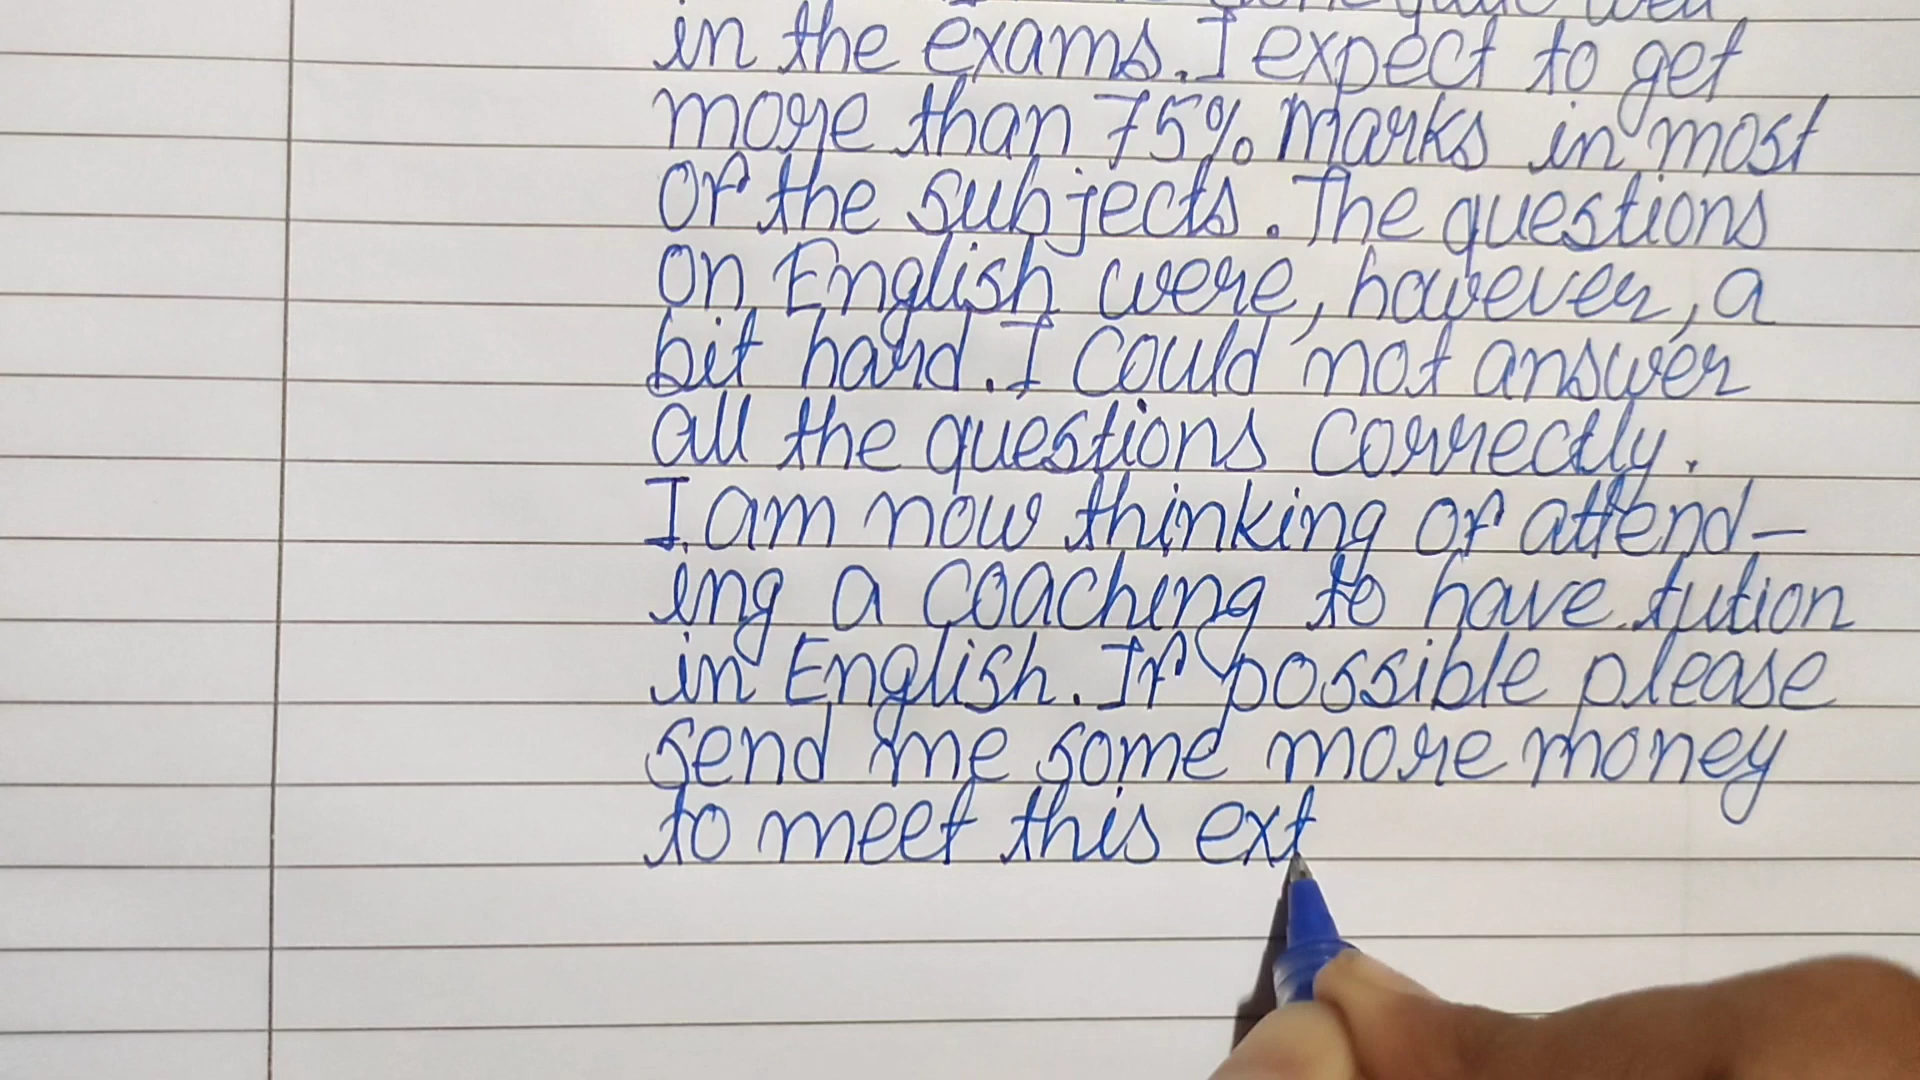 well
in the exams. I expect to get
more than 75% marks in most
of the subjects. The questions
on English were, however, a
bit hard. I could not answer
all the questions correctly.
I am now thinking of attend-
ing a coaching to have tution
in English. If possible please
send me some more money
to meet this ext